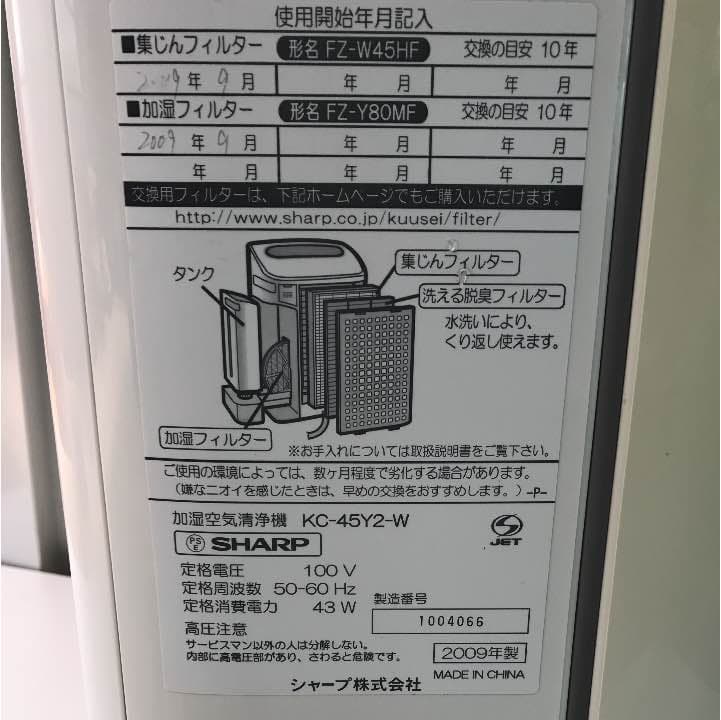 使用開始年月記入
■集じんフィルター 形名 FZ-W45HF 交換の目安 10年
2009年 9月 年 月 年 月
■加湿フィルター 形名 FZ-Y80MF 交換の目安 10年
2009年 9月 年 月 年 月
年 月 年 月 年 月
交換用フィルターは、下記ホームページでもご購入いただけます。
http://www.sharp.co.jp/kuusei/filter/
集じんフィルター
タンク
洗える脱臭フィルター
水洗いにより、
くり返し使えます。
加湿フィルター
※お手入れについては取扱説明書をご覧下さい。
ご使用の環境によっては、数ヶ月程度で劣化する場合があります。
(嫌なニオイを感じたときは、早めの交換をおすすめします。)-P-
加湿空気清浄機 KC-45Y2-W
PS E SHARP
S JET
定格電圧 100 V
定格周波数 50-60 Hz
定格消費電力 43 W
製造番号
1004066
高圧注意
サービスマン以外の人は分解しない。
内部に高電圧部があり、さわると危険です。
2009年製
シャープ株式会社
MADE IN CHINA